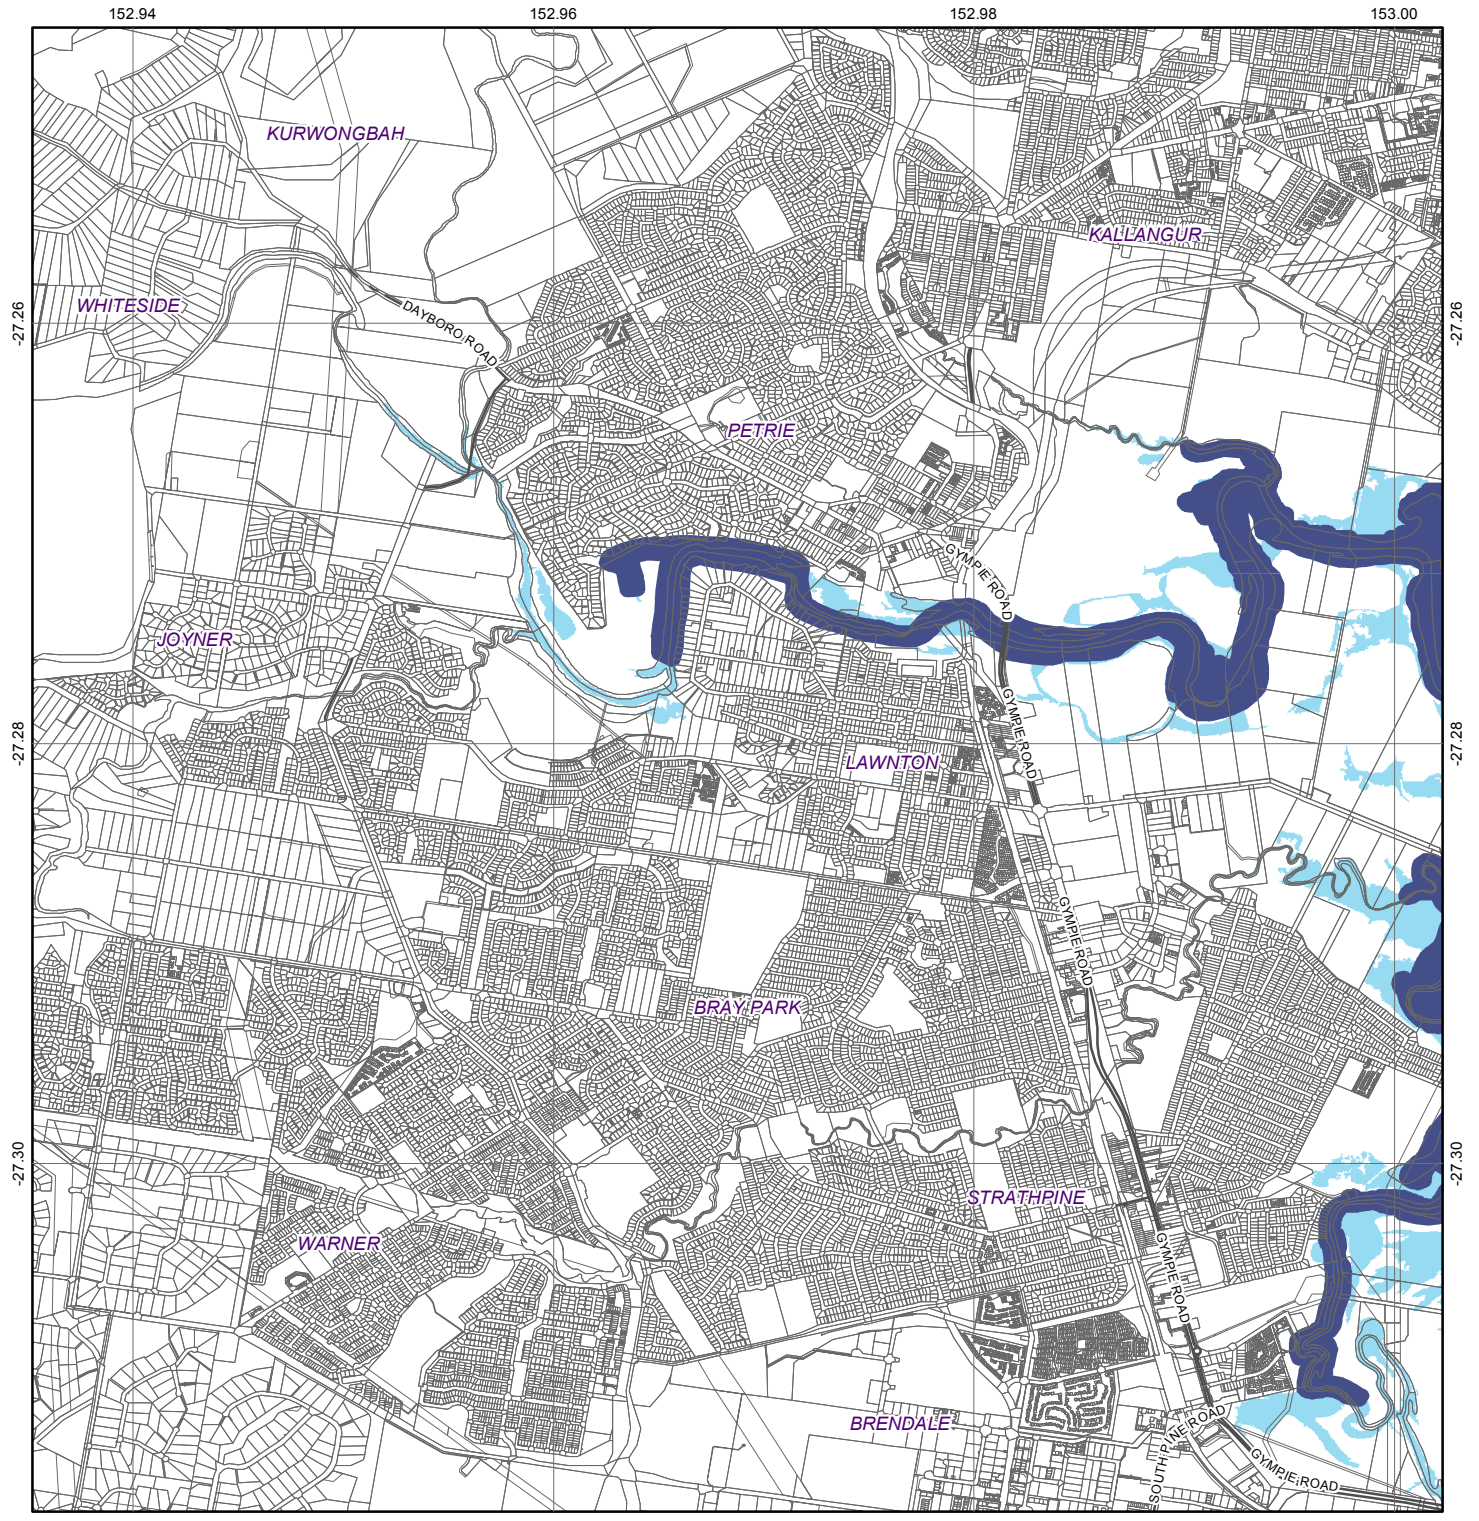 152.94
152.96
152.98
153.00
KURWONGBAH
KALLANGUR
WHITESIDE
DAYBORO ROAD
-27.26
-27.26
PETRIE
GYMPIE ROAD
JOYNER
GYMPIE ROAD
-27.28
-27.28
LAWNTON
GYMPIE ROAD
BRAY PARK
-27.30
-27.30
STRATHPINE
WARNER
GYMPIE ROAD
BRENDALE
SOUTH PINE ROAD
GYMPIE ROAD